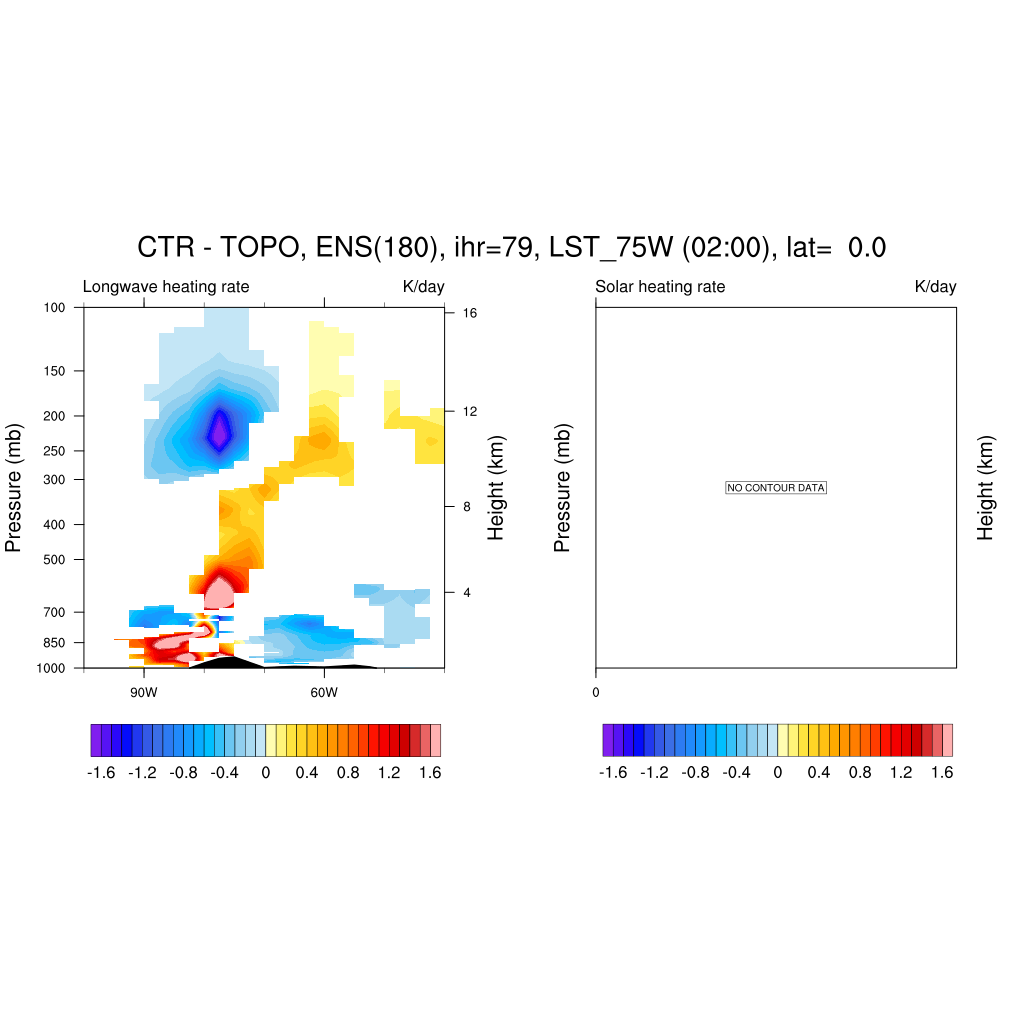 CTR - TOPO, ENS(180), ihr=79, LST_75W (02:00), lat=  0.0
Longwave heating rate K/day
Pressure (mb)
100
150
200
250
300
400
500
700
850
1000
16
12
8
4
Height (km)
90W 60W
-1.6 -1.2 -0.8 -0.4 0 0.4 0.8 1.2 1.6
Solar heating rate K/day
Pressure (mb)
NO CONTOUR DATA
Height (km)
0
-1.6 -1.2 -0.8 -0.4 0 0.4 0.8 1.2 1.6